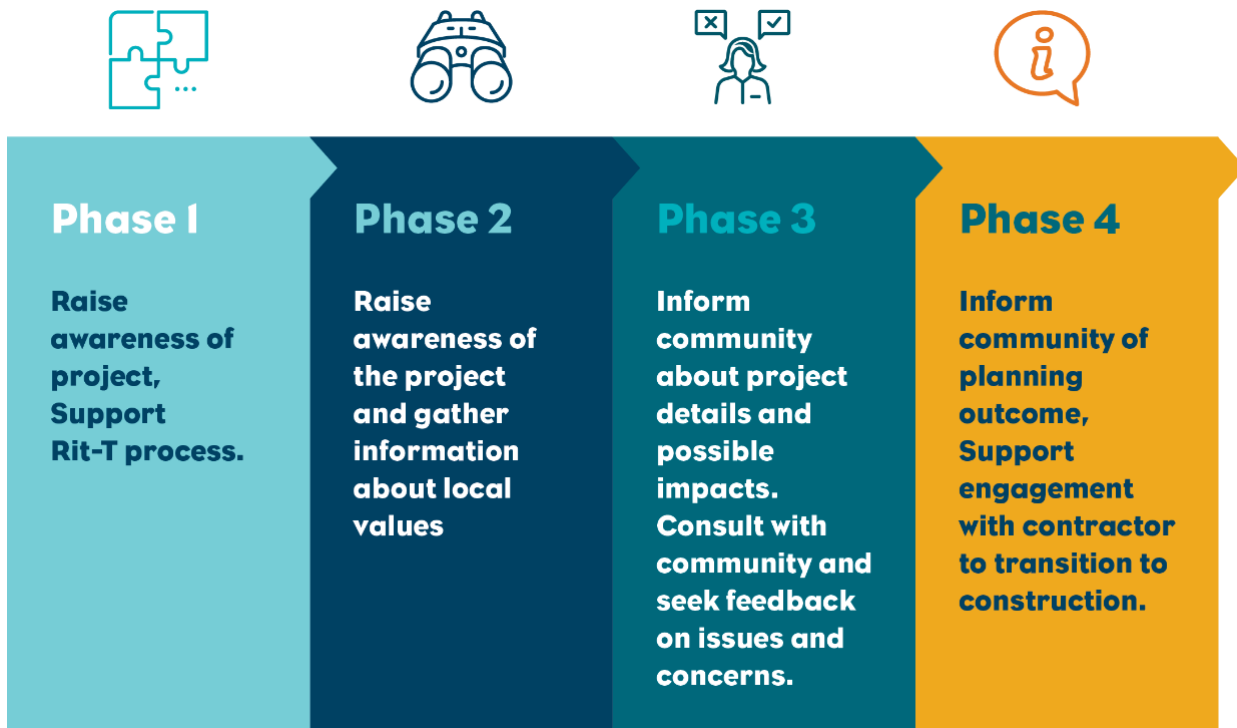 Phase 1
Raise
awareness of
project,
Support
Rit-T process.
Phase 2
Raise
awareness of
the project
and gather
information
about local
values
Phase 3
Inform
community
about project
details and
possible
impacts.
Consult with
community and
seek feedback
on issues and
concerns.
Phase 4
Inform
community of
planning
outcome,
Support
engagement
with contractor
to transition to
construction.